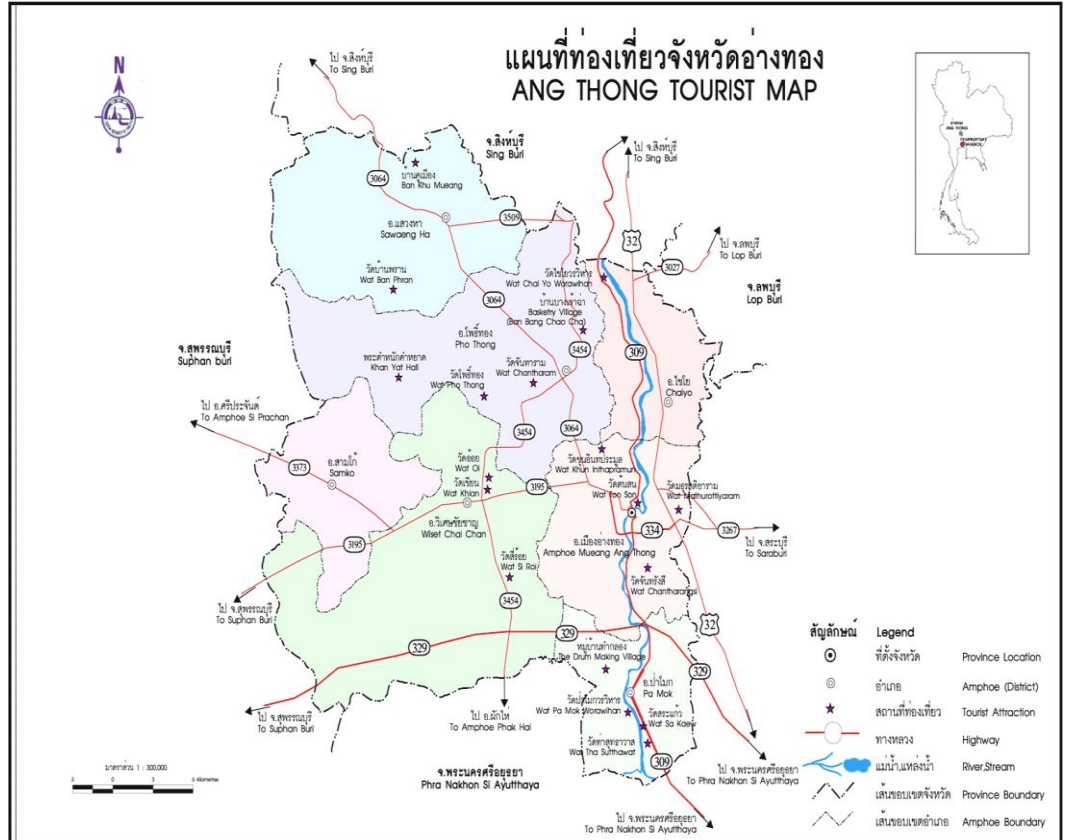 แผนที่ท่องเที่ยวจังหวัดอ่างทอง
ANG THONG TOURIST MAP
N
ไป จ.สิงห์บุรี
To Sing Buri
จ.สิงห์บุรี
Sing Buri
ไป จ.สิงห์บุรี
To Sing Buri
ANG THONG
BANGKOK
3064
บ้านคูเมือง
Ban Khu Mueang
3509
อ.แสวงหา
Sawaeng Ha
32
ไป จ.ลพบุรี
To Lop Buri
3027
วัดบ้านพราน
Wat Ban Phran
วัดไชโยวรวิหาร
Wat Chai Yo Worawihan
จ.ลพบุรี
Lop Buri
3064
บ้านบางเจ้าฉ่า
Basketry Village
(Ban Bang Chao Cha)
อ.โพธิ์ทอง
Pho Thong
จ.สุพรรณบุรี
Suphan buri
3454
309
พระตำหนักคำหยาด
Khan Yat Hall
วัดโพธิ์ทอง
Wat Pho Thong
วัดจันทาราม
Wat Chantharam
อ.ไชโย
Chaiyo
ไป อ.ศรีประจันต์
To Amphoe Si Prachan
3454
3064
วัดขุนอินทประมูล
Wat Khun Inthapramun
3373
อ.สามโก้
Samko
วัดอ้อย
Wat Oi
วัดเขียน
Wat Khian
3195
วัดต้นสน
Wat Too Son
วัดมธุรสติยาราม
Wat Mathurottiyaram
อ.วิเศษชัยชาญ
Wiset Chai Chan
334
3267
ไป จ.สระบุรี
To Saraburi
3195
อ.เมืองอ่างทอง
Amphoe Mueang Ang Thong
วัดสี่ร้อย
Wat Si Roi
วัดจันทรังสี
Wat Chantharangsi
ไป จ.สุพรรณบุรี
To Suphan Buri
3454
32
329
329
329
หมู่บ้านทำกลอง
The Drum Making Village
อ.ป่าโมก
Pa Mok
วัดป่าโมกวรวิหาร
Wat Pa Mok Worawihan
วัดสระแก้ว
Wat Sa Kaew
วัดท่าสุทธาวาส
Wat Tha Sutthawat
ไป จ.สุพรรณบุรี
To Suphan Buri
ไป อ.ผักไห่
To Amphoe Phak Hai
309
จ.พระนครศรีอยุธยา
Phra Nakhon Si Ayutthaya
ไป จ.พระนครศรีอยุธยา
To Phra Nakhon Si Ayutthaya
ไป จ.พระนครศรีอยุธยา
To Phra Nakhon Si Ayutthaya
มาตราส่วน 1 : 300,000
3 0 3 6 Kilometres
สัญลักษณ์ Legend
ที่ตั้งจังหวัด Province Location
อำเภอ Amphoe (District)
สถานที่ท่องเที่ยว Tourist Attraction
ทางหลวง Highway
แม่น้ำ,แหล่งน้ำ River,Stream
เส้นขอบเขตจังหวัด Province Boundary
เส้นขอบเขตอำเภอ Amphoe Boundary